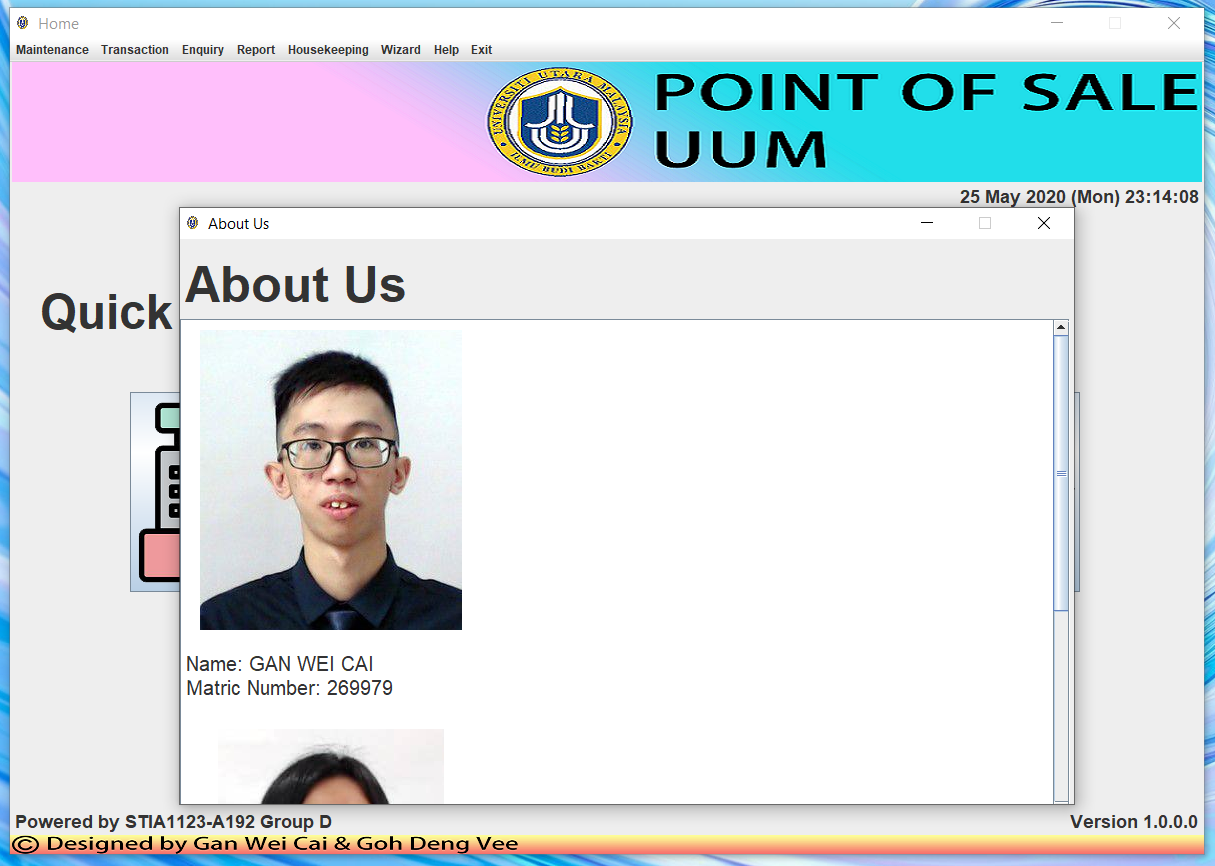 Home
Maintenance Transaction Enquiry Report Housekeeping Wizard Help Exit
UNIVERSITI UTARA MALAYSIA
ILMU BUDI BAKTI
POINT OF SALE
UUM
25 May 2020 (Mon) 23:14:08
About Us
About Us
Quick
Name: GAN WEI CAI
Matric Number: 269979
Powered by STIA1123-A192 Group D
Version 1.0.0.0
© Designed by Gan Wei Cai & Goh Deng Vee